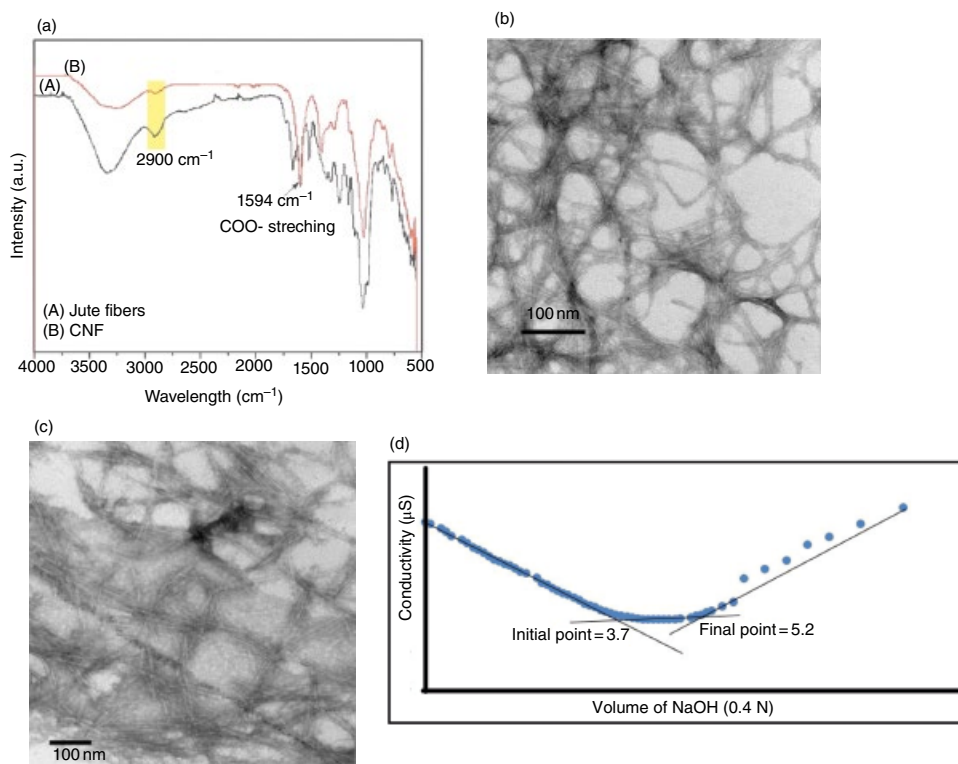 (a)
(B)
(A)
2900 cm⁻¹
1594 cm⁻¹
COO- streching
(A) Jute fibers
(B) CNF
Intensity (a.u.)
4000 3500 3000 2500 2000 1500 1000 500
Wavelength (cm⁻¹)
(b)
100 nm
(c)
100 nm
(d)
Conductivity (µS)
Initial point = 3.7
Final point = 5.2
Volume of NaOH (0.4 N)